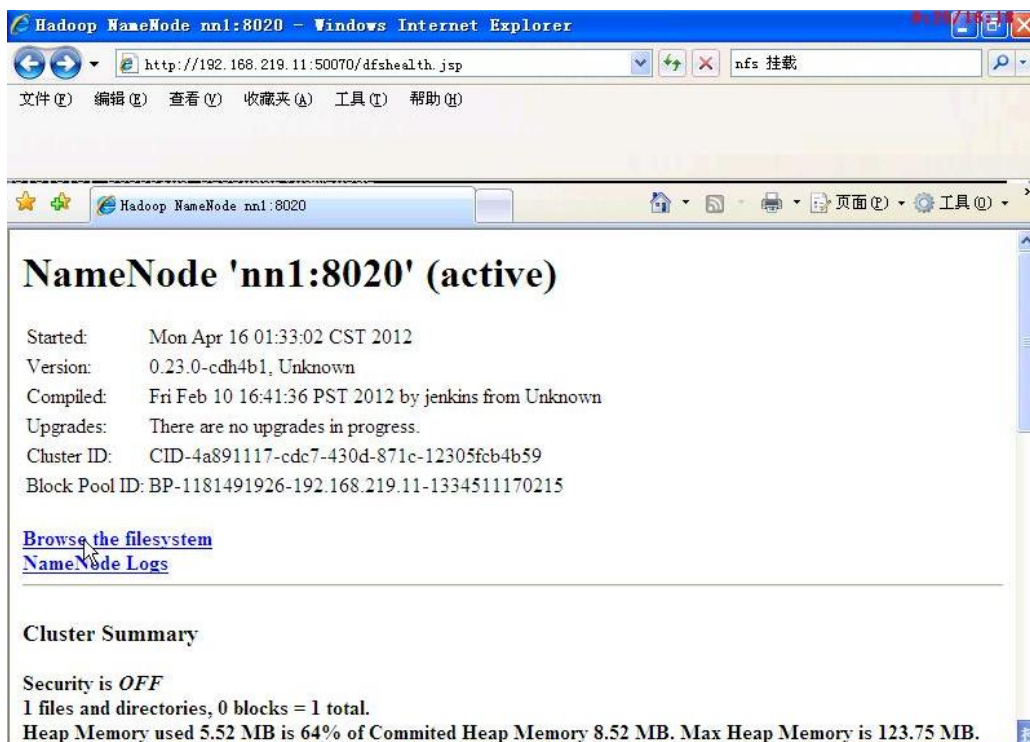 Hadoop NameNode nn1:8020 - Windows Internet Explorer
http://192.168.219.11:50070/dfshealth.jsp
nfs 挂载
文件(F) 编辑(E) 查看(V) 收藏夹(A) 工具(T) 帮助(H)
Hadoop NameNode nn1:8020
页面(P) 工具(O)
NameNode 'nn1:8020' (active)
Started: Mon Apr 16 01:33:02 CST 2012
Version: 0.23.0-cdh4b1, Unknown
Compiled: Fri Feb 10 16:41:36 PST 2012 by jenkins from Unknown
Upgrades: There are no upgrades in progress.
Cluster ID: CID-4a891117-cdc7-430d-871c-12305fcb4b59
Block Pool ID: BP-1181491926-192.168.219.11-1334511170215
Browse the filesystem
NameNode Logs
Cluster Summary
Security is OFF
1 files and directories, 0 blocks = 1 total.
Heap Memory used 5.52 MB is 64% of Commited Heap Memory 8.52 MB. Max Heap Memory is 123.75 MB.